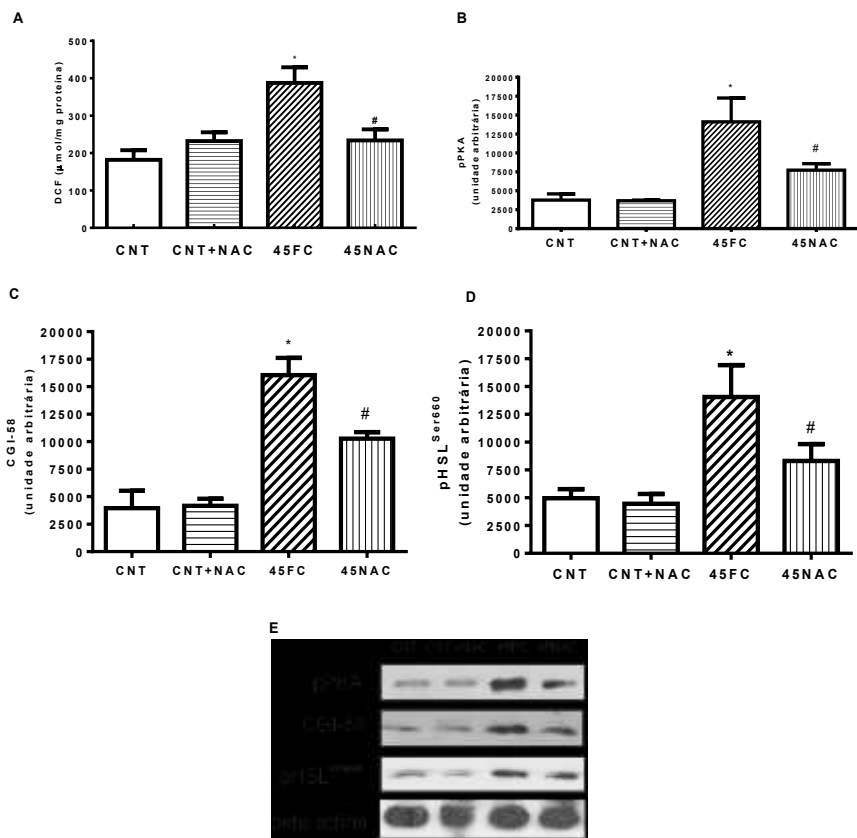 A
DCF (µmol/mg proteína)
500
400
300
200
100
0
*
#
CNT
CNT+NAC
45FC
45NAC
B
pPKA
(unidade arbitrária)
20000
17500
15000
12500
10000
7500
5000
2500
0
*
#
CNT
CNT+NAC
45FC
45NAC
C
CGI-58
(unidade arbitrária)
20000
17500
15000
12500
10000
7500
5000
2500
0
*
#
CNT
CNT+NAC
45FC
45NAC
D
pHSL Ser660
(unidade arbitrária)
20000
17500
15000
12500
10000
7500
5000
2500
0
*
#
CNT
CNT+NAC
45FC
45NAC
E
pPKA
CGI-58
pHSL